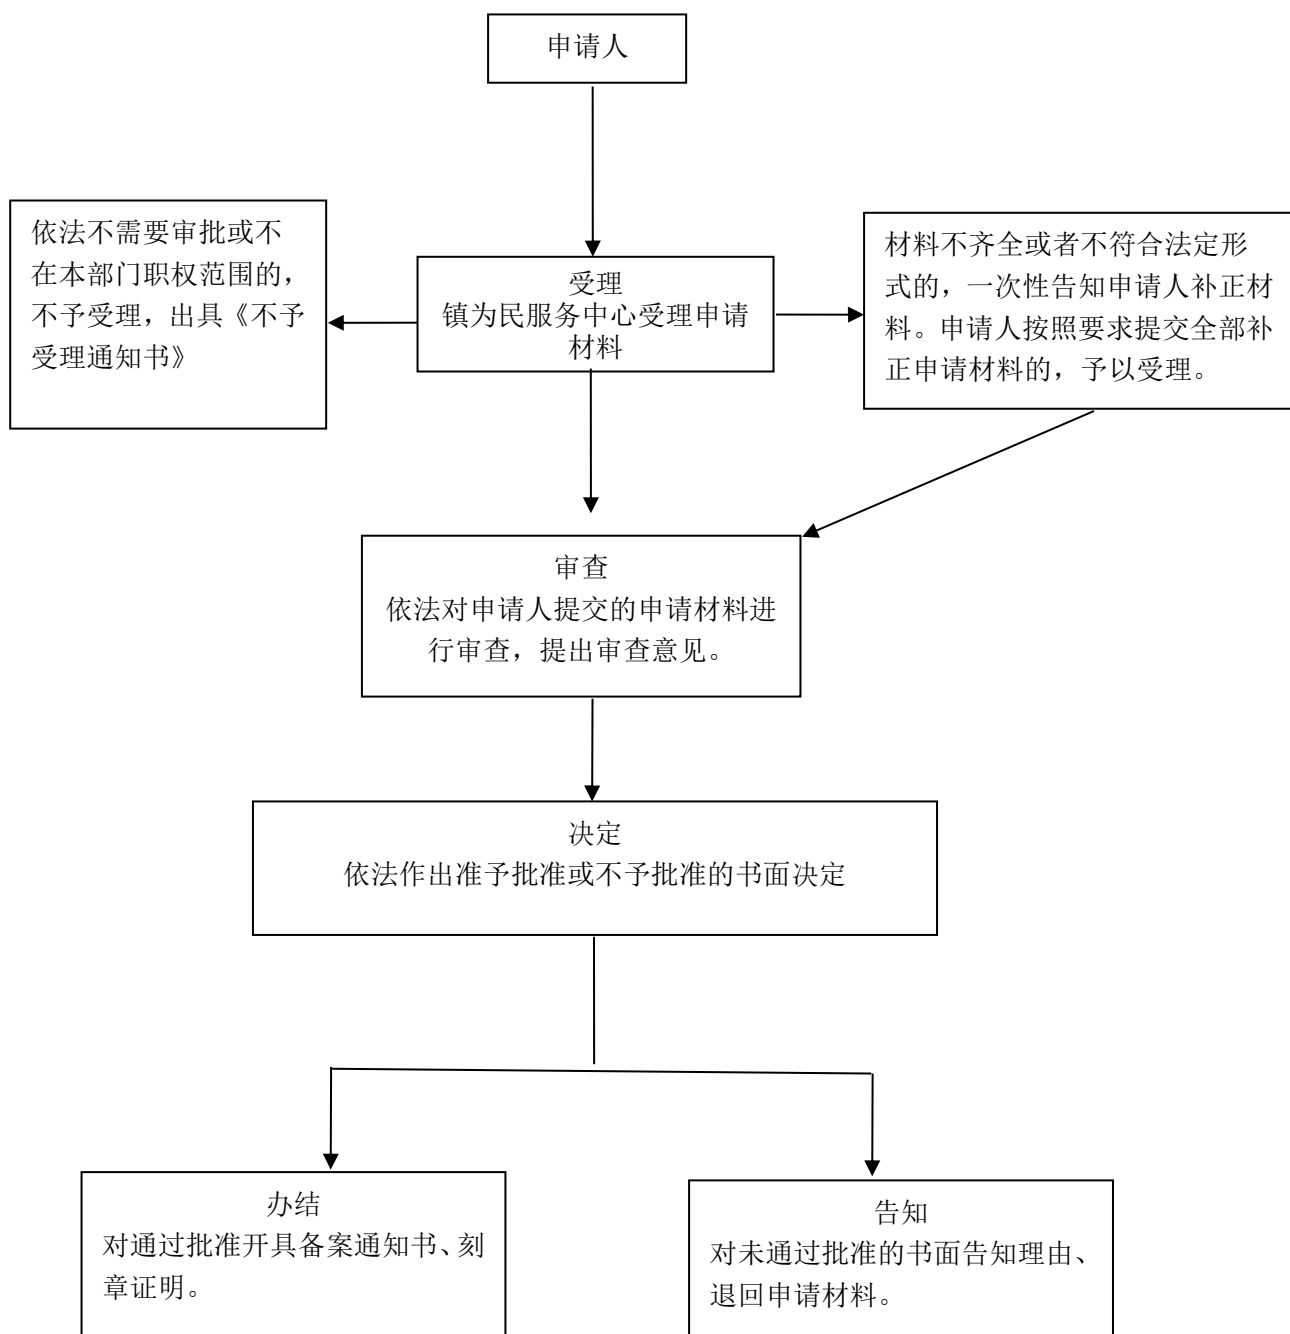 申请人
依法不需要审批或不
在本部门职权范围的，
不予受理，出具《不予
受理通知书》
受理
镇为民服务中心受理申请
材料
材料不齐全或者不符合法定形
式的，一次性告知申请人补正材
料。申请人按照要求提交全部补
正申请材料的，予以受理。
审查
依法对申请人提交的申请材料进
行审查，提出审查意见。
决定
依法作出准予批准或不予批准的书面决定
办结
对通过批准开具备案通知书、刻
章证明。
告知
对未通过批准的书面告知理由、
退回申请材料。